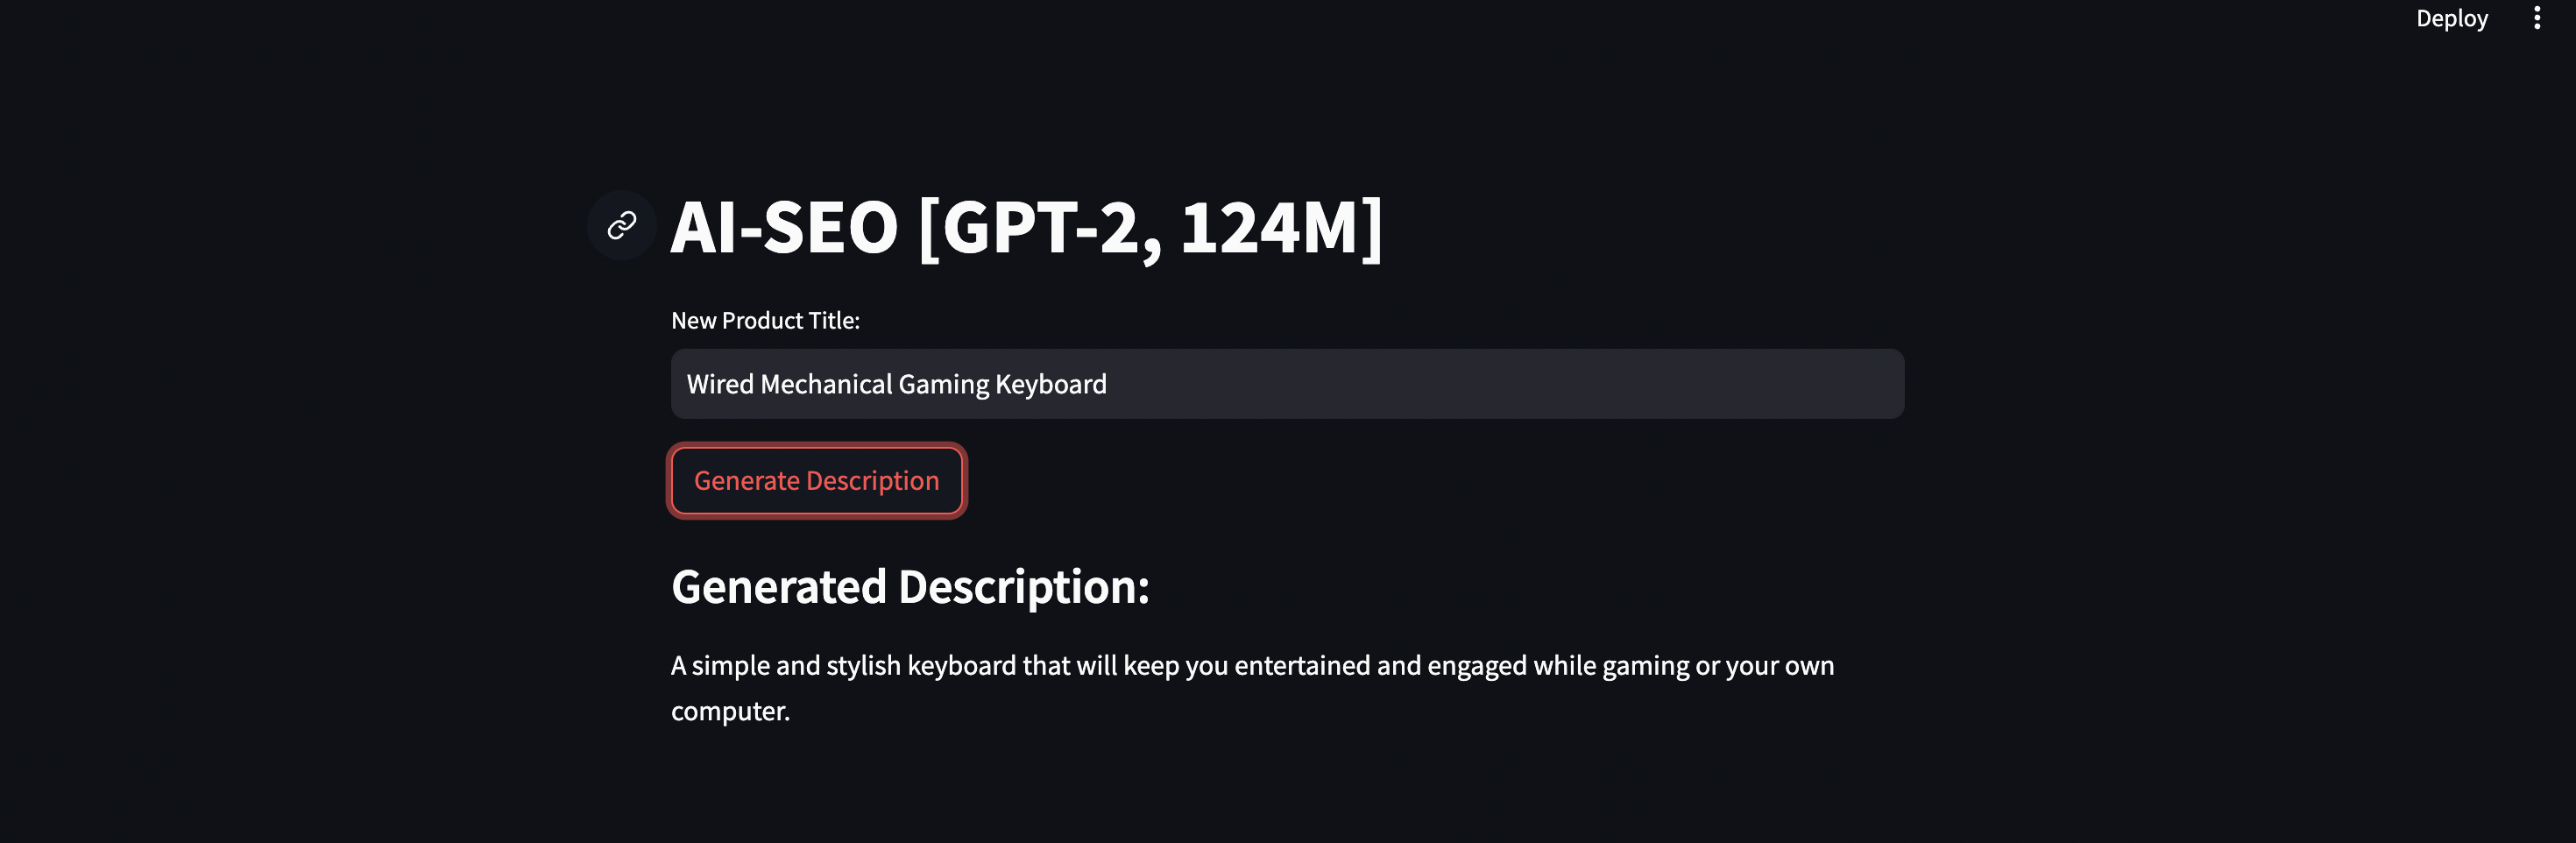 Deploy
AI-SEO [GPT-2, 124M]
New Product Title:
Wired Mechanical Gaming Keyboard
Generate Description
Generated Description:
A simple and stylish keyboard that will keep you entertained and engaged while gaming or your own
computer.